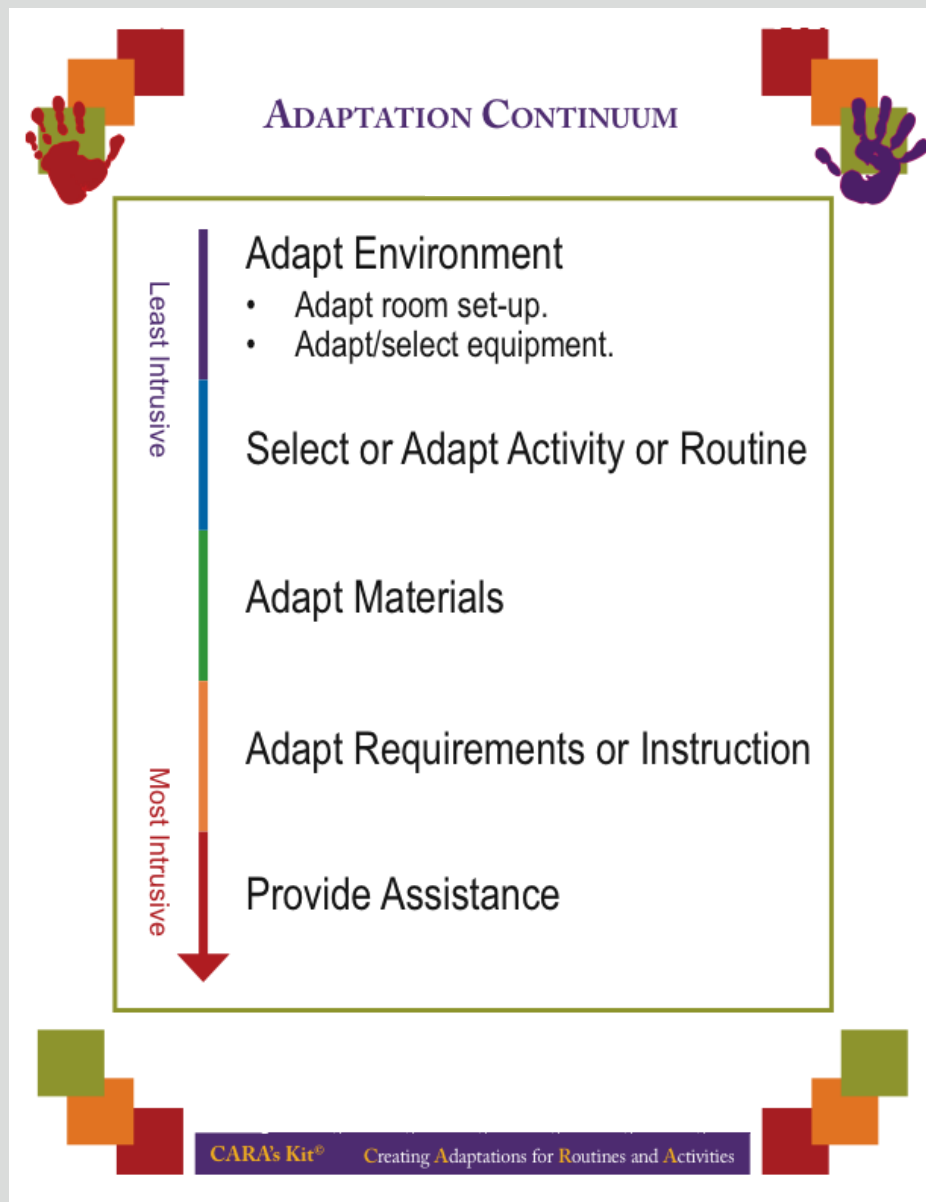 ADAPTATION CONTINUUM
Least Intrusive
Adapt Environment
• Adapt room set-up.
• Adapt/select equipment.
Select or Adapt Activity or Routine
Adapt Materials
Adapt Requirements or Instruction
Most Intrusive
Provide Assistance
CARA's Kit© Creating Adaptations for Routines and Activities